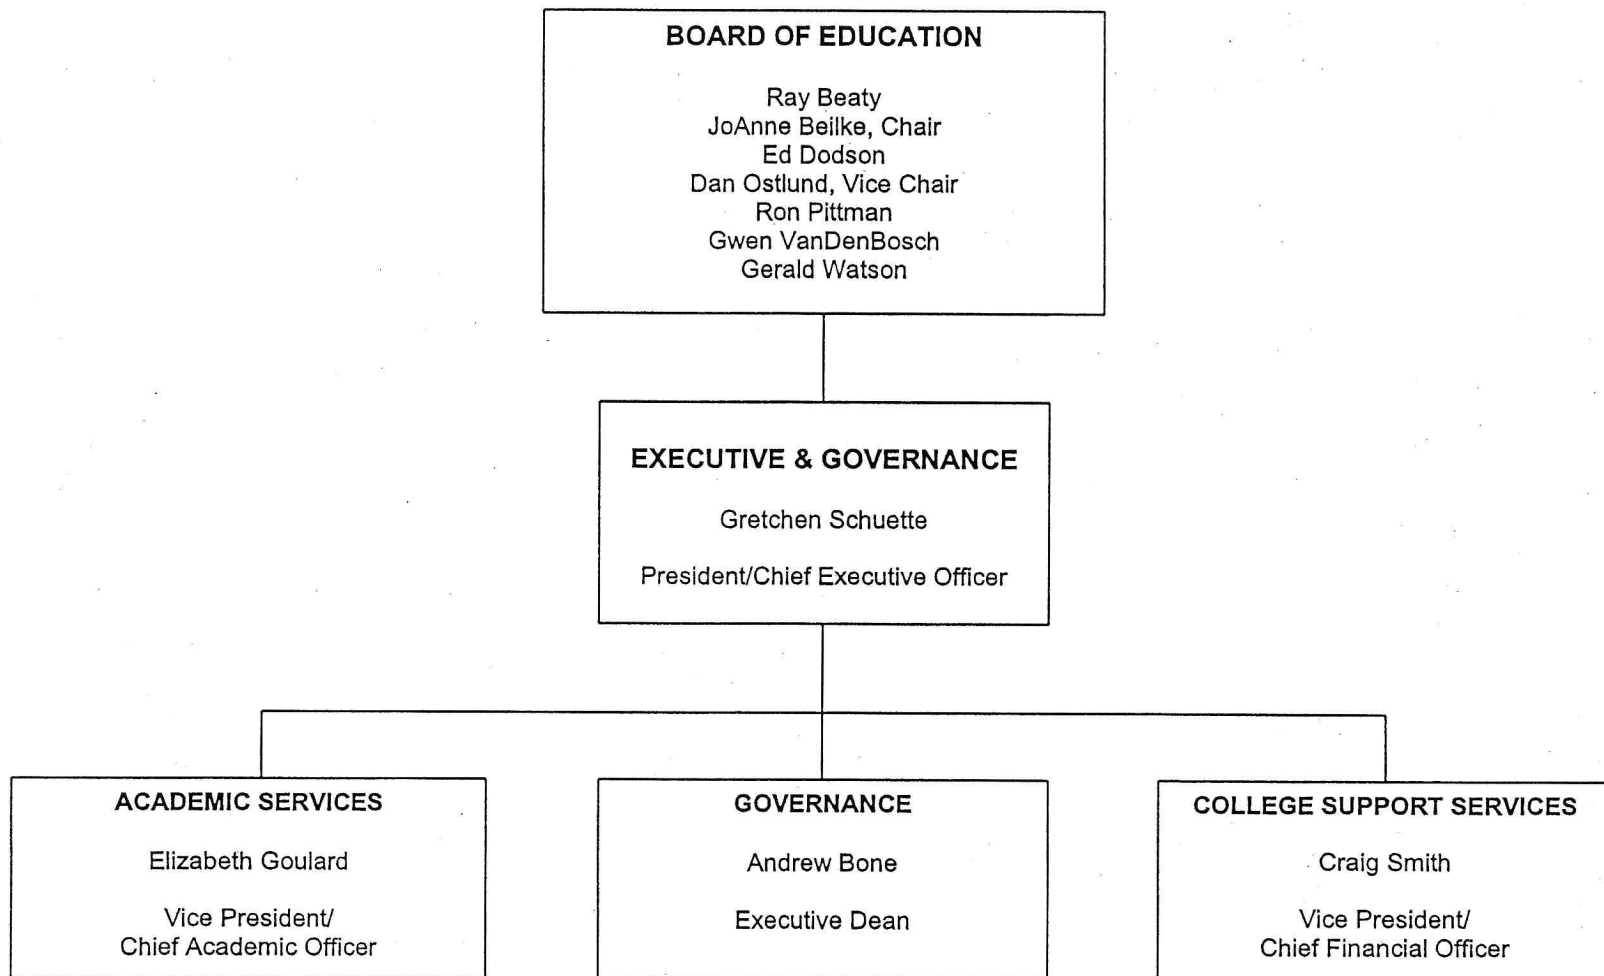 BOARD OF EDUCATION
Ray Beaty
JoAnne Beilke, Chair
Ed Dodson
Dan Ostlund, Vice Chair
Ron Pittman
Gwen VanDenBosch
Gerald Watson
EXECUTIVE & GOVERNANCE
Gretchen Schuette
President/Chief Executive Officer
ACADEMIC SERVICES
Elizabeth Goulard
Vice President/
Chief Academic Officer
GOVERNANCE
Andrew Bone
Executive Dean
COLLEGE SUPPORT SERVICES
Craig Smith
Vice President/
Chief Financial Officer